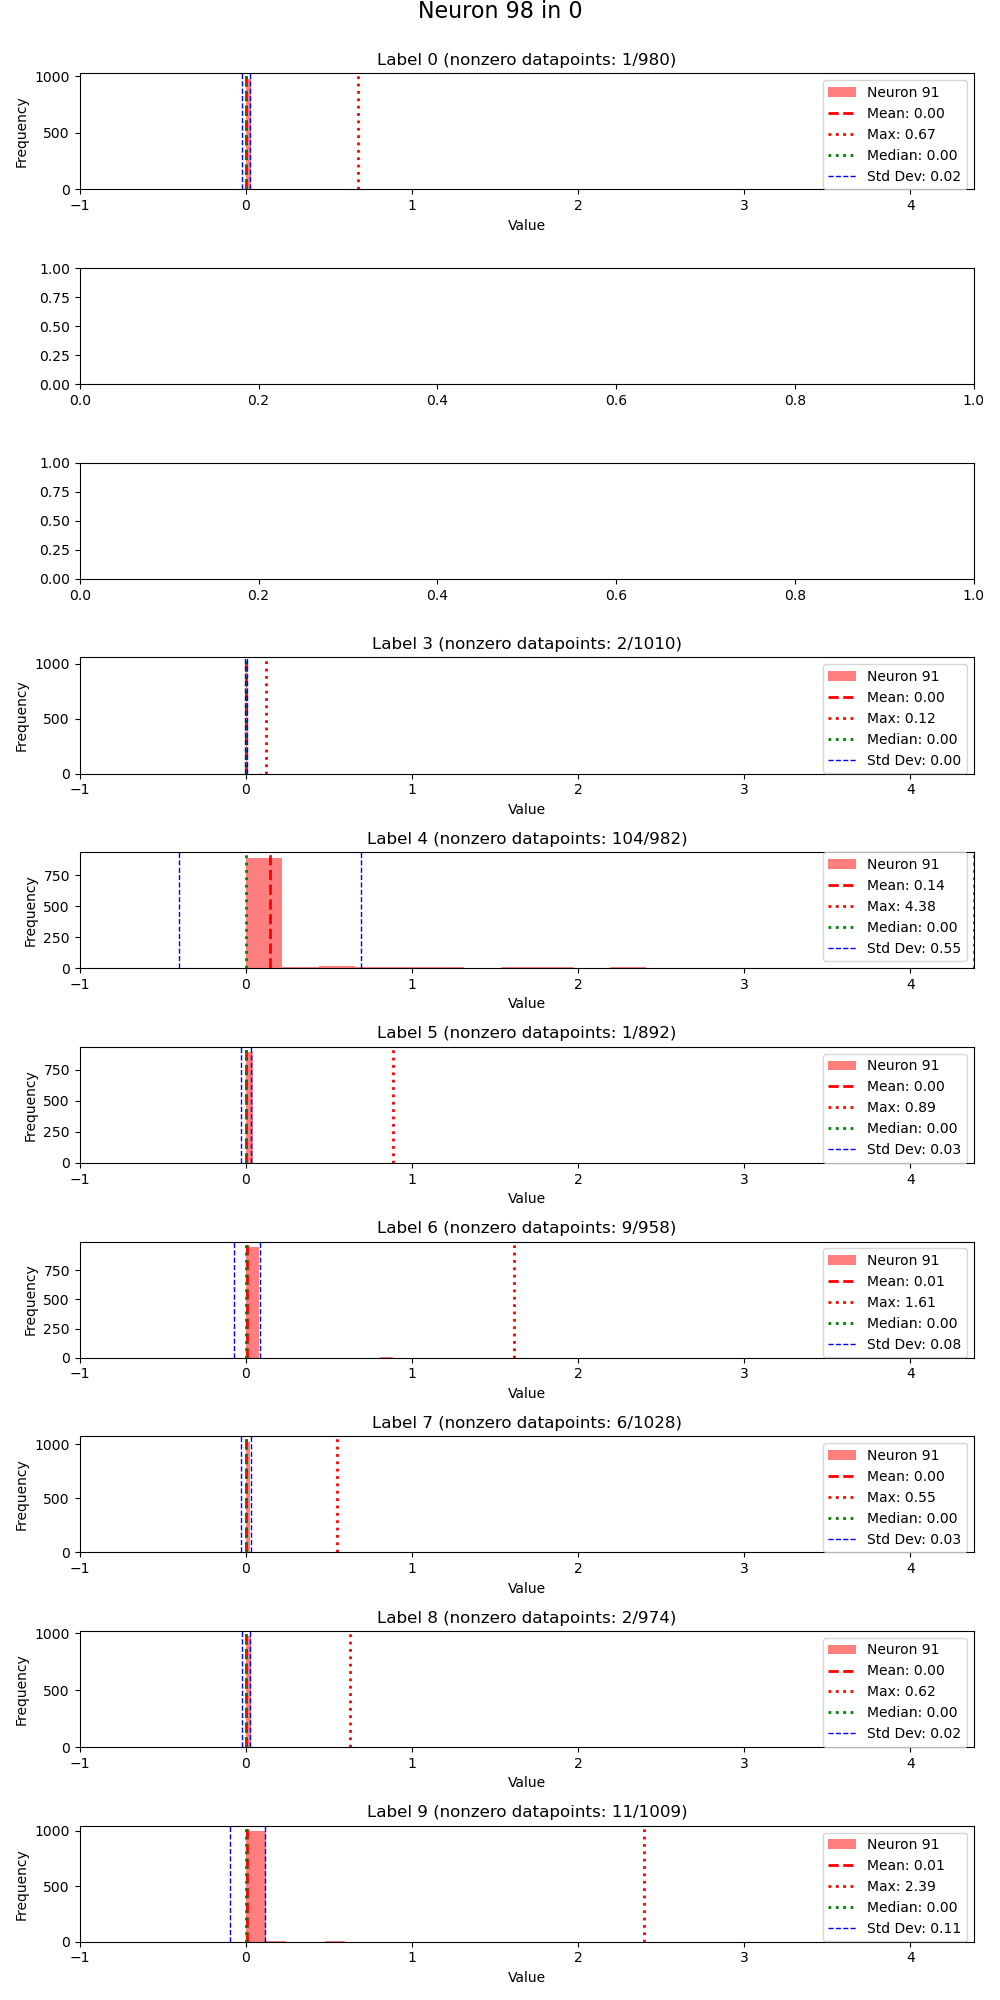 Neuron 98 in 0
Label 0 (nonzero datapoints: 1/980)
Frequency
1000
500
0
Neuron 91
Mean: 0.00
Max: 0.67
Median: 0.00
Std Dev: 0.02
−1 0 1 2 3 4
Value
1.00
0.75
0.50
0.25
0.00
0.0 0.2 0.4 0.6 0.8 1.0
1.00
0.75
0.50
0.25
0.00
0.0 0.2 0.4 0.6 0.8 1.0
Label 3 (nonzero datapoints: 2/1010)
Frequency
1000
500
0
Neuron 91
Mean: 0.00
Max: 0.12
Median: 0.00
Std Dev: 0.00
−1 0 1 2 3 4
Value
Label 4 (nonzero datapoints: 104/982)
Frequency
750
500
250
0
Neuron 91
Mean: 0.14
Max: 4.38
Median: 0.00
Std Dev: 0.55
−1 0 1 2 3 4
Value
Label 5 (nonzero datapoints: 1/892)
Frequency
750
500
250
0
Neuron 91
Mean: 0.00
Max: 0.89
Median: 0.00
Std Dev: 0.03
−1 0 1 2 3 4
Value
Label 6 (nonzero datapoints: 9/958)
Frequency
750
500
250
0
Neuron 91
Mean: 0.01
Max: 1.61
Median: 0.00
Std Dev: 0.08
−1 0 1 2 3 4
Value
Label 7 (nonzero datapoints: 6/1028)
Frequency
1000
500
0
Neuron 91
Mean: 0.00
Max: 0.55
Median: 0.00
Std Dev: 0.03
−1 0 1 2 3 4
Value
Label 8 (nonzero datapoints: 2/974)
Frequency
1000
500
0
Neuron 91
Mean: 0.00
Max: 0.62
Median: 0.00
Std Dev: 0.02
−1 0 1 2 3 4
Value
Label 9 (nonzero datapoints: 11/1009)
Frequency
1000
500
0
Neuron 91
Mean: 0.01
Max: 2.39
Median: 0.00
Std Dev: 0.11
−1 0 1 2 3 4
Value